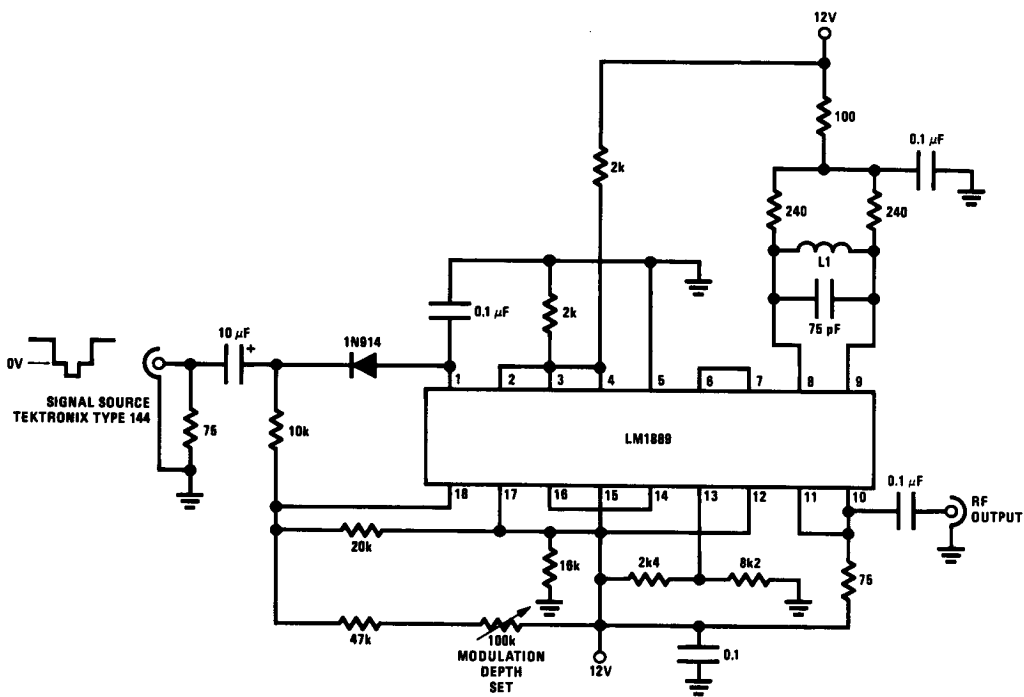 12V
100
0.1 µF
2k
240
240
L1
0.1 µF
2k
75 pF
10 µF
+
1N914
0V
1 2 3 4 5 6 7 8 9
SIGNAL SOURCE
TEKTRONIX TYPE 144
75
10k
LM1889
18 17 16 15 14 13 12 11 10
0.1 µF
RF
OUTPUT
20k
16k
2k4
8k2
75
47k
100k
MODULATION
DEPTH
SET
12V
0.1